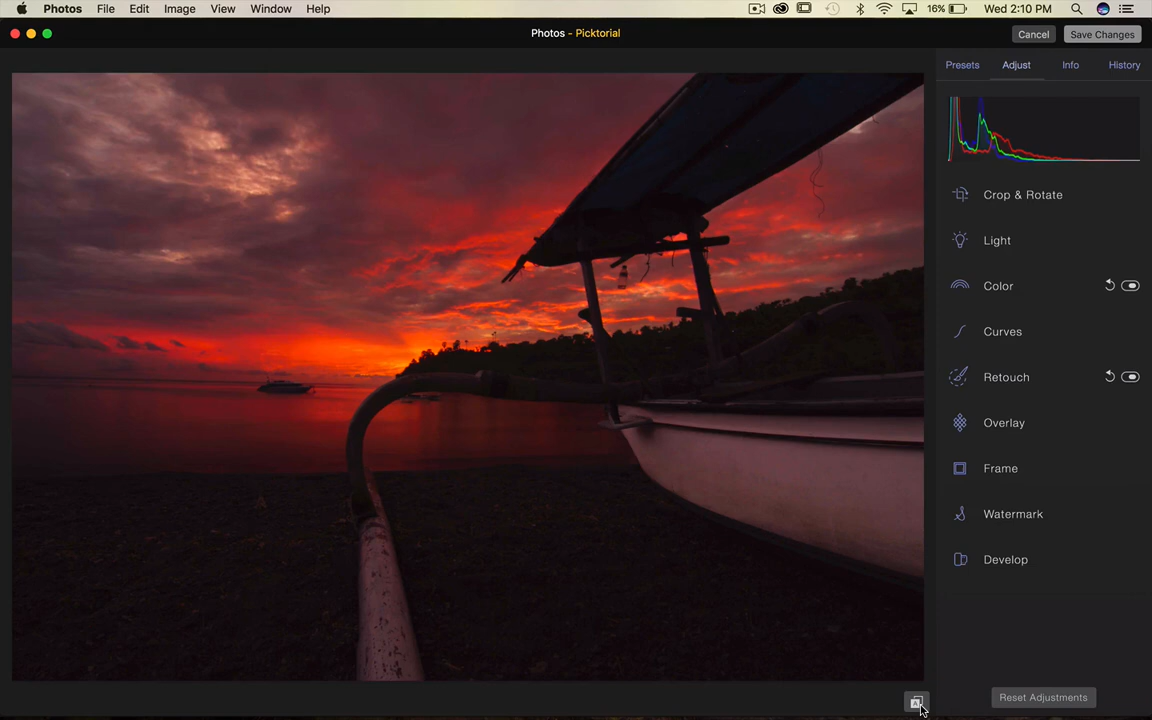 Photos File Edit Image View Window Help 16% Wed 2:10 PM
Photos - Picktorial
Cancel Save Changes
Presets Adjust Info History
Crop & Rotate
Light
Color
Curves
Retouch
Overlay
Frame
Watermark
Develop
Reset Adjustments